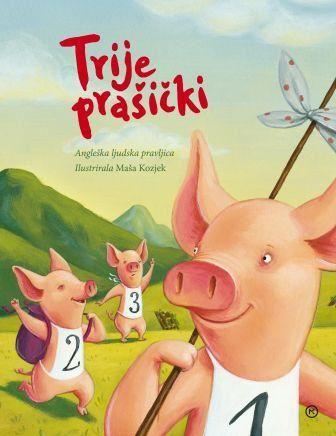 Trije
prašički
Angleška ljudska pravljica
Ilustrirala Maša Kozjek
3
2
1